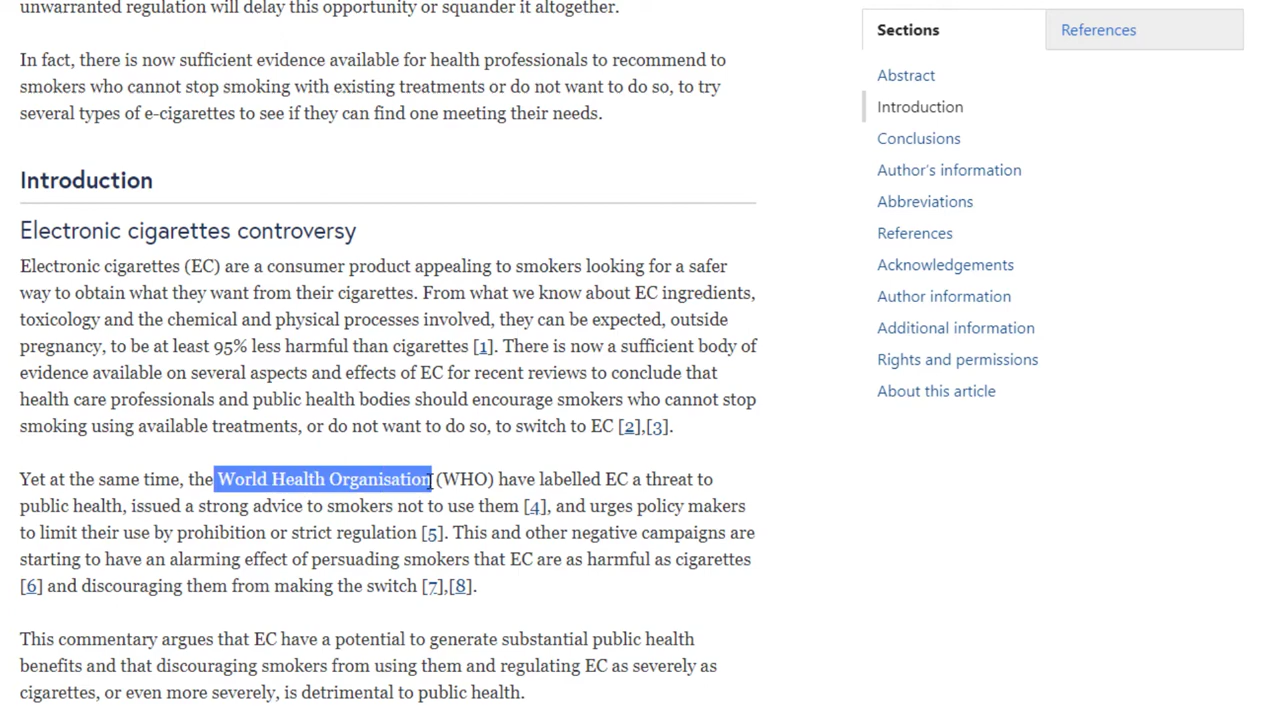 unwarranted regulation will delay this opportunity or squander it altogether.
In fact, there is now sufficient evidence available for health professionals to recommend to
smokers who cannot stop smoking with existing treatments or do not want to do so, to try
several types of e-cigarettes to see if they can find one meeting their needs.
Introduction
Electronic cigarettes controversy
Electronic cigarettes (EC) are a consumer product appealing to smokers looking for a safer
way to obtain what they want from their cigarettes. From what we know about EC ingredients,
toxicology and the chemical and physical processes involved, they can be expected, outside
pregnancy, to be at least 95% less harmful than cigarettes [1]. There is now a sufficient body of
evidence available on several aspects and effects of EC for recent reviews to conclude that
health care professionals and public health bodies should encourage smokers who cannot stop
smoking using available treatments, or do not want to do so, to switch to EC [2],[3].
Yet at the same time, the World Health Organisation (WHO) have labelled EC a threat to
public health, issued a strong advice to smokers not to use them [4], and urges policy makers
to limit their use by prohibition or strict regulation [5]. This and other negative campaigns are
starting to have an alarming effect of persuading smokers that EC are as harmful as cigarettes
[6] and discouraging them from making the switch [7],[8].
This commentary argues that EC have a potential to generate substantial public health
benefits and that discouraging smokers from using them and regulating EC as severely as
cigarettes, or even more severely, is detrimental to public health.
Sections
References
Abstract
Introduction
Conclusions
Author's information
Abbreviations
References
Acknowledgements
Author information
Additional information
Rights and permissions
About this article